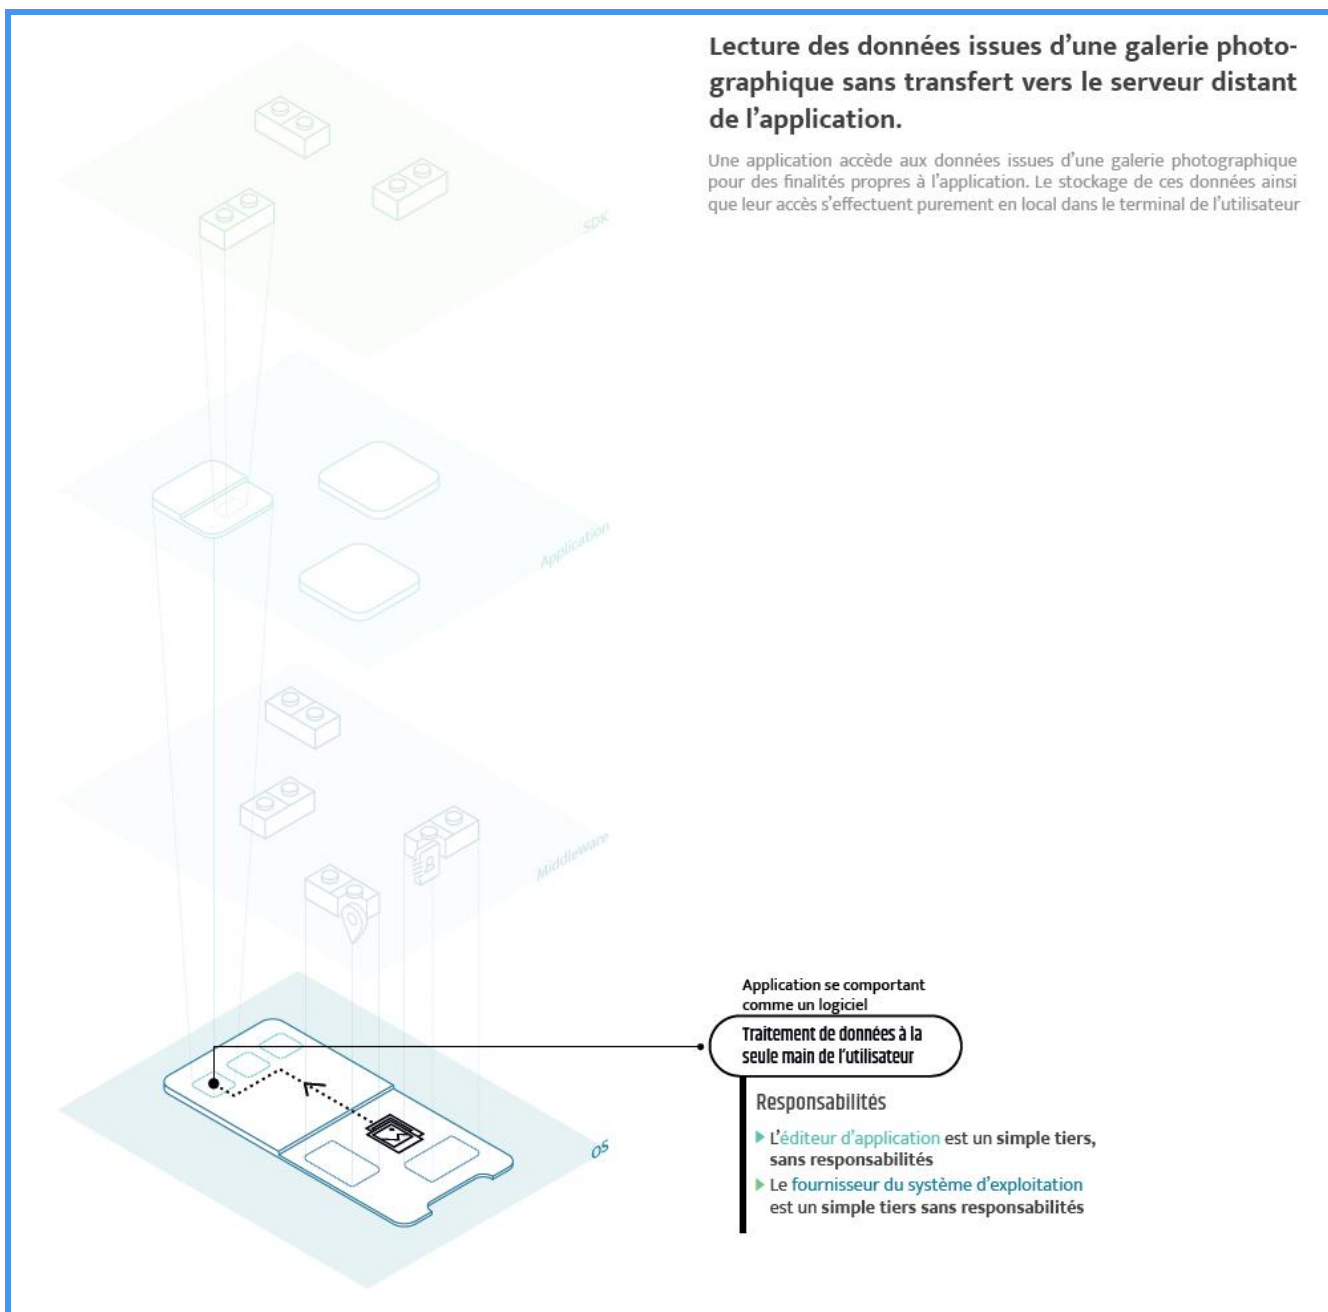 Lecture des données issues d'une galerie photo-
graphique sans transfert vers le serveur distant
de l'application.
Une application accède aux données issues d'une galerie photographique
pour des finalités propres à l'application. Le stockage de ces données ainsi
que leur accès s'effectuent purement en local dans le terminal de l'utilisateur
SDK
Application
Middleware
OS
Application se comportant
comme un logiciel
Traitement de données à la
seule main de l'utilisateur
Responsabilités
L'éditeur d'application est un simple tiers,
sans responsabilités
Le fournisseur du système d'exploitation
est un simple tiers sans responsabilités